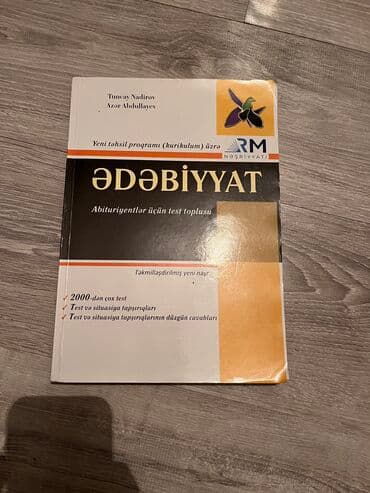 Tuncay Nadirov
Azər Abdullayev
Yeni təhsil proqramı (kurikulum) üzrə
RM
NƏŞRİYYATI
ƏDƏBİYYAT
Abituriyentlər üçün test toplusu
Təkmilləşdirilmiş yeni nəşr
2000-dən çox test
Test və situasiya tapşırıqları
Test və situasiya tapşırıqlarının düzgün cavabları